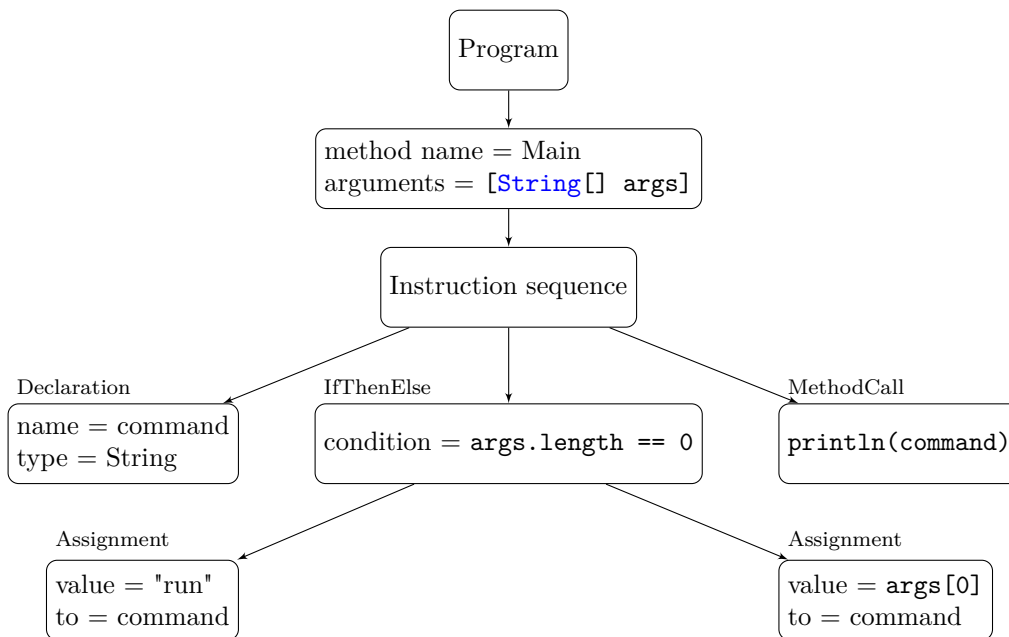 Program
method name = Main
arguments = [String[] args]
Instruction sequence
Declaration
name = command
type = String
IfThenElse
condition = args.length == 0
MethodCall
println(command)
Assignment
value = "run"
to = command
Assignment
value = args[0]
to = command